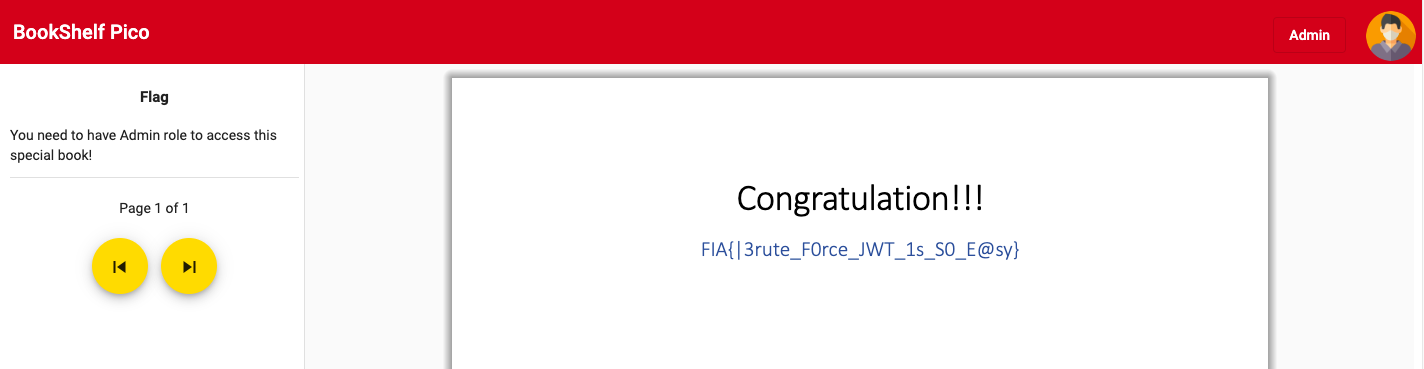 BookShelf Pico
Admin
Flag
You need to have Admin role to access this
special book!
Page 1 of 1
Congratulation!!!
FIA{|3rute_F0rce_JWT_1s_S0_E@sy}